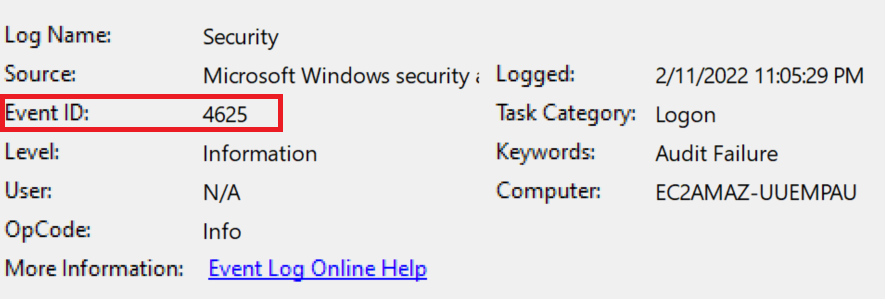 Log Name: Security
Source: Microsoft Windows security a Logged: 2/11/2022 11:05:29 PM
Event ID: 4625 Task Category: Logon
Level: Information Keywords: Audit Failure
User: N/A Computer: EC2AMAZ-UUEMPAU
OpCode: Info
More Information: Event Log Online Help